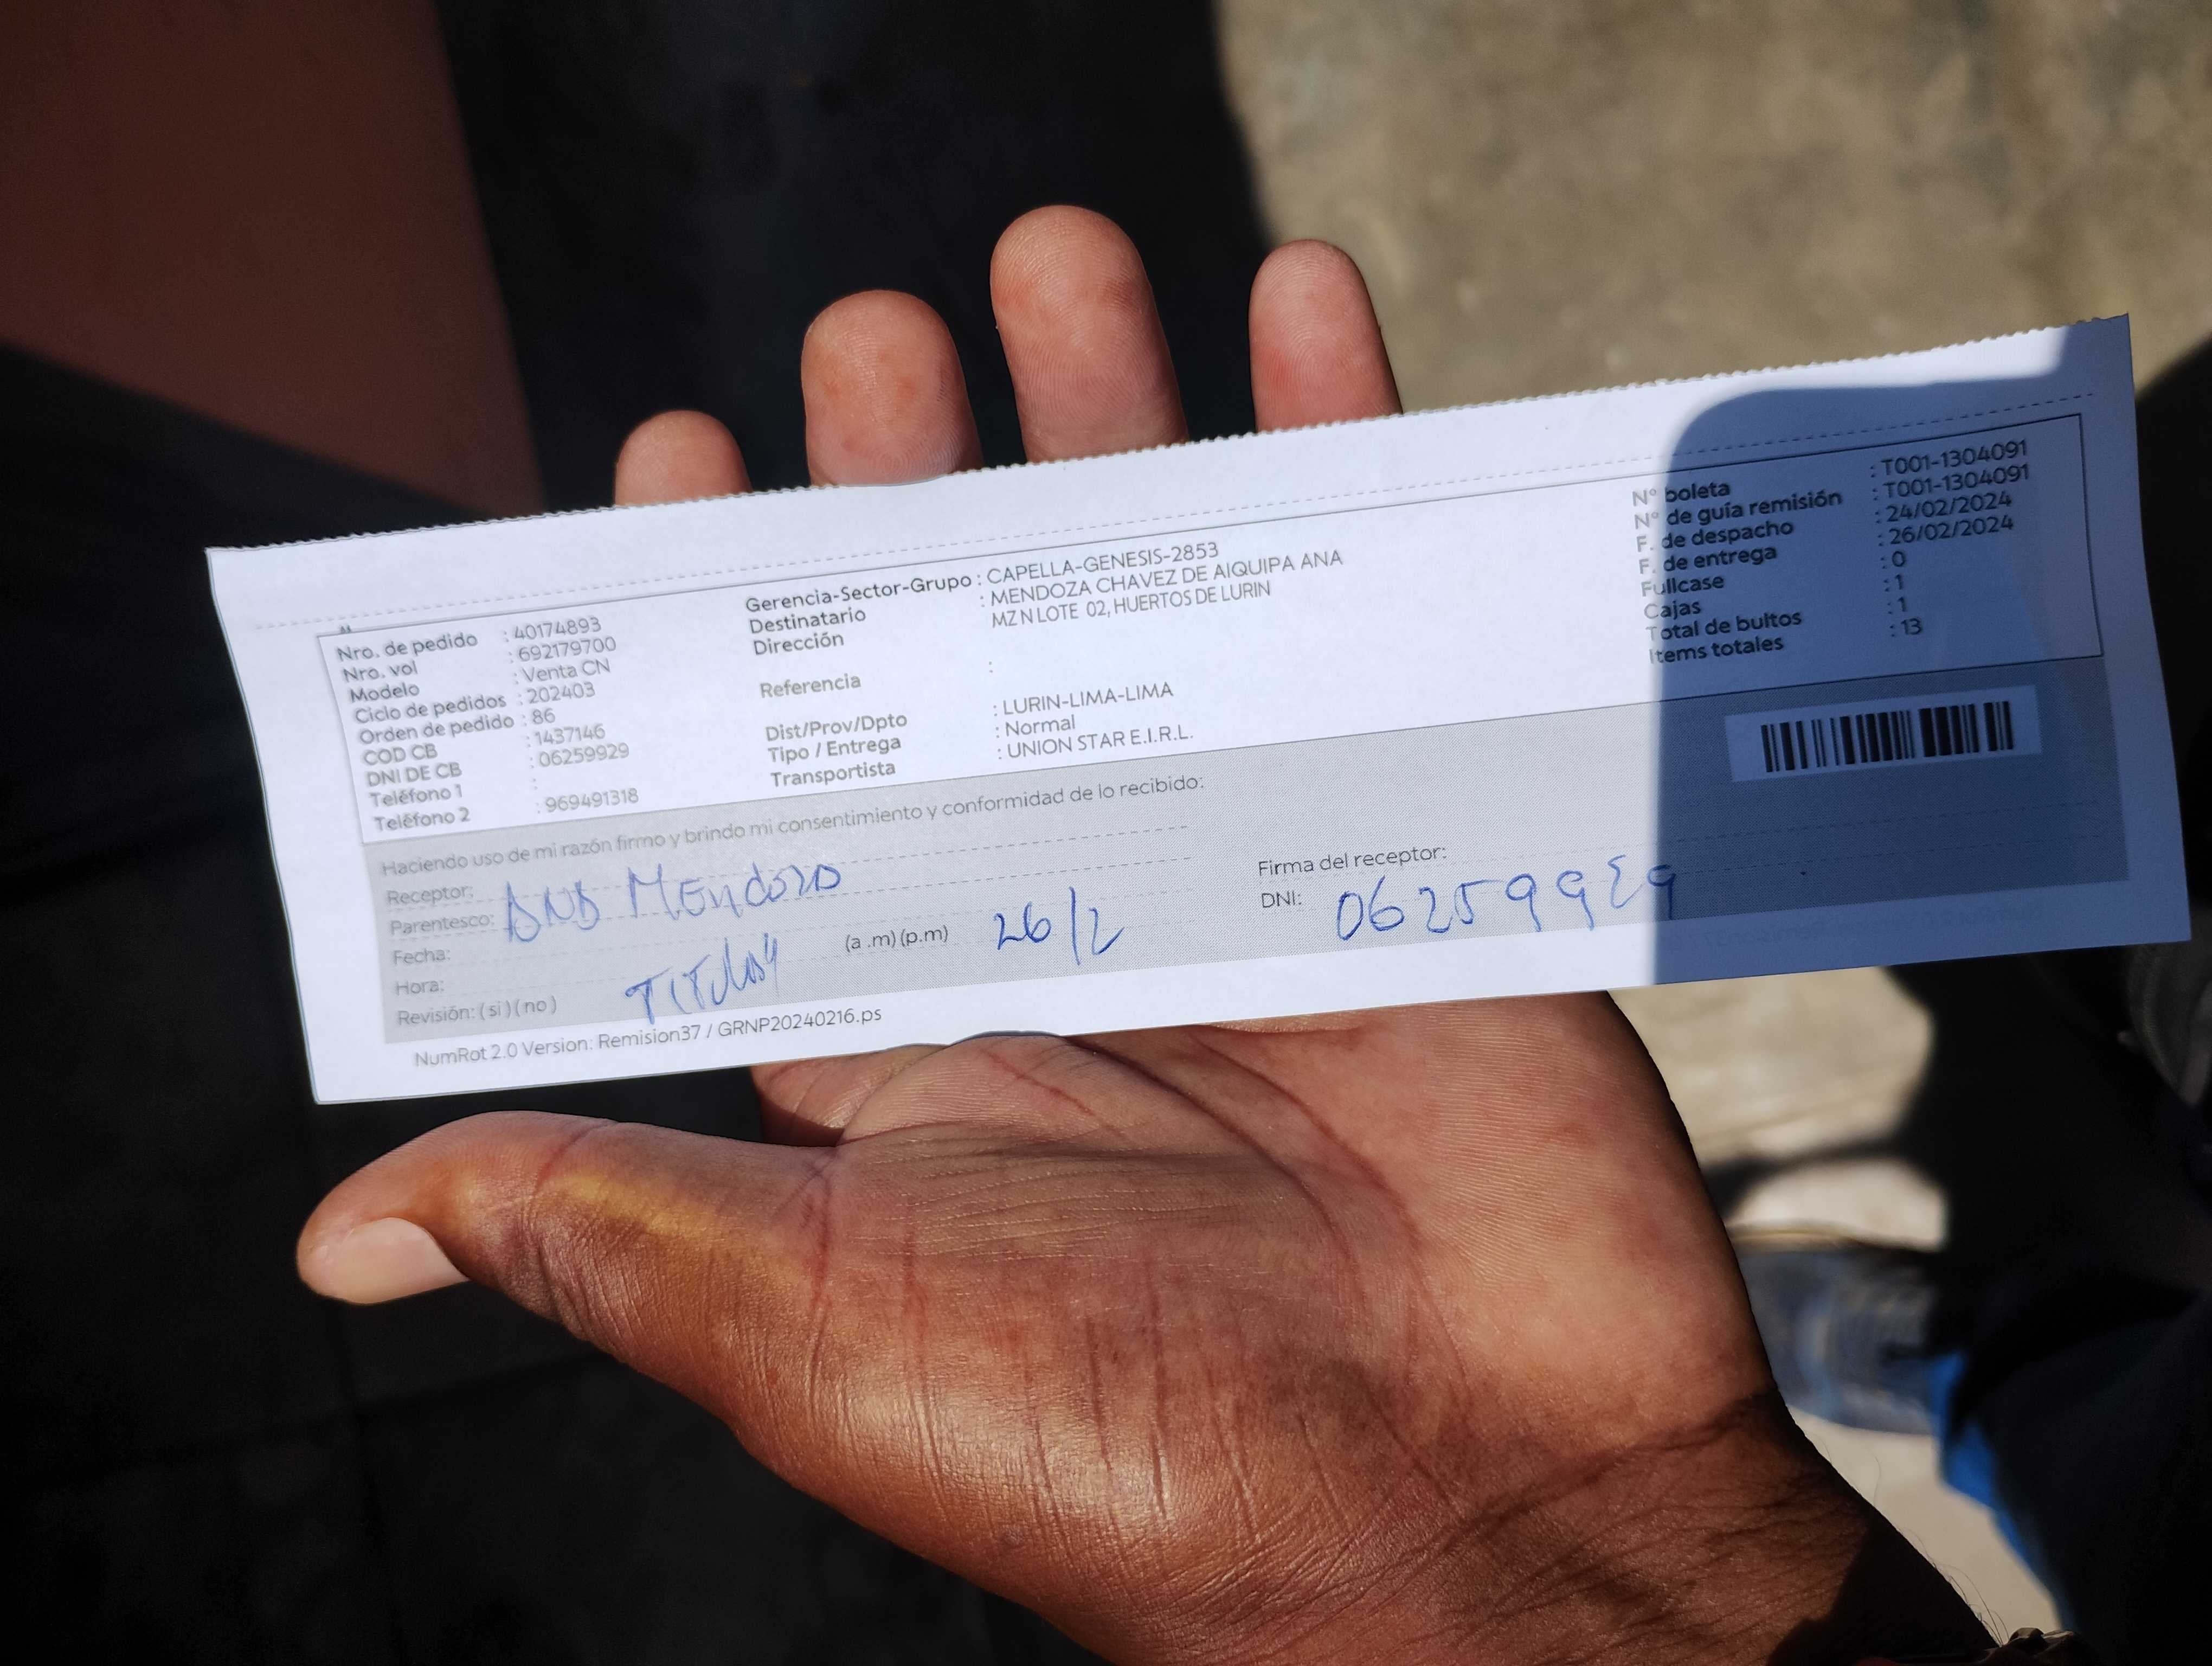 Nro. de pedido : 40174893
Nro. vol : 692179700
Modelo : Venta CN
Ciclo de pedidos : 202403
Orden de pedido : 86
COD CB : 1437146
DNI DE CB : 06259929
Teléfono 1 :
Teléfono 2 : 969491318
Gerencia-Sector-Grupo : CAPELLA-GENESIS-2853
Destinatario : MENDOZA CHAVEZ DE AIQUIPA ANA
Dirección MZ N LOTE 02, HUERTOS DE LURIN
Referencia :
Dist/Prov/Dpto : LURIN-LIMA-LIMA
Tipo / Entrega : Normal
Transportista : UNION STAR E.I.R.L.
N° boleta : T001-1304091
N° de guía remisión : T001-1304091
F. de despacho : 24/02/2024
F. de entrega : 26/02/2024
Fullcase : 0
Cajas : 1
Total de bultos : 1
Items totales : 13
Haciendo uso de mi razón firmo y brindo mi consentimiento y conformidad de lo recibido:
Receptor:
Parentesco: ANA Mendoza
Fecha:
Hora: (a .m) (p.m) 26/2
Revisión: (si) (no)
Firma del receptor:
DNI: 06259929
NumRot 2.0 Version: Remision37 / GRNP20240216.ps